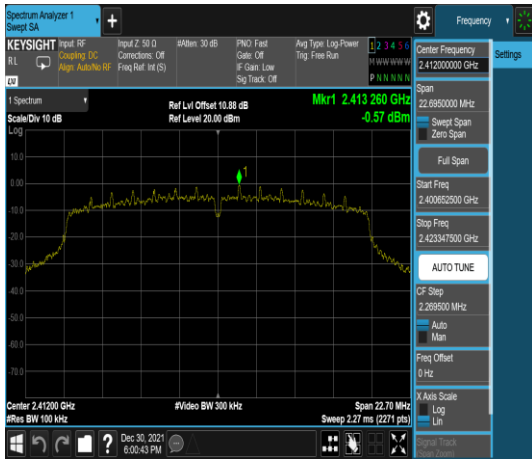 Spectrum Analyzer 1
Swept SA
+
Frequency
KEYSIGHT
R L
LXI
Input: RF
Coupling: DC
Align: Auto/No RF
Input Z: 50 Ω
Corrections: Off
Freq Ref: Int (S)
#Atten: 30 dB
PNO: Fast
Gate: Off
IF Gain: Low
Sig Track: Off
Avg Type: Log-Power
Trig: Free Run
1 2 3 4 5 6
M W W W W W
P N N N N N
Center Frequency
2.412000000 GHz
Settings
Span
22.6950000 MHz
Swept Span
Zero Span
Full Span
Start Freq
2.400652500 GHz
Stop Freq
2.423347500 GHz
AUTO TUNE
CF Step
2.269500 MHz
Auto
Man
Freq Offset
0 Hz
X Axis Scale
Log
Lin
Signal Track
(Span Zoom)
1 Spectrum
Scale/Div 10 dB
Ref Lvl Offset 10.88 dB
Ref Level 20.00 dBm
Mkr1 2.413 260 GHz
-0.57 dBm
Log
10.0
0.00
-10.0
-20.0
-30.0
-40.0
-50.0
-60.0
-70.0
1
Center 2.41200 GHz
#Res BW 100 kHz
#Video BW 300 kHz
Span 22.70 MHz
Sweep 2.27 ms (2271 pts)
?
Dec 30, 2021
6:00:43 PM